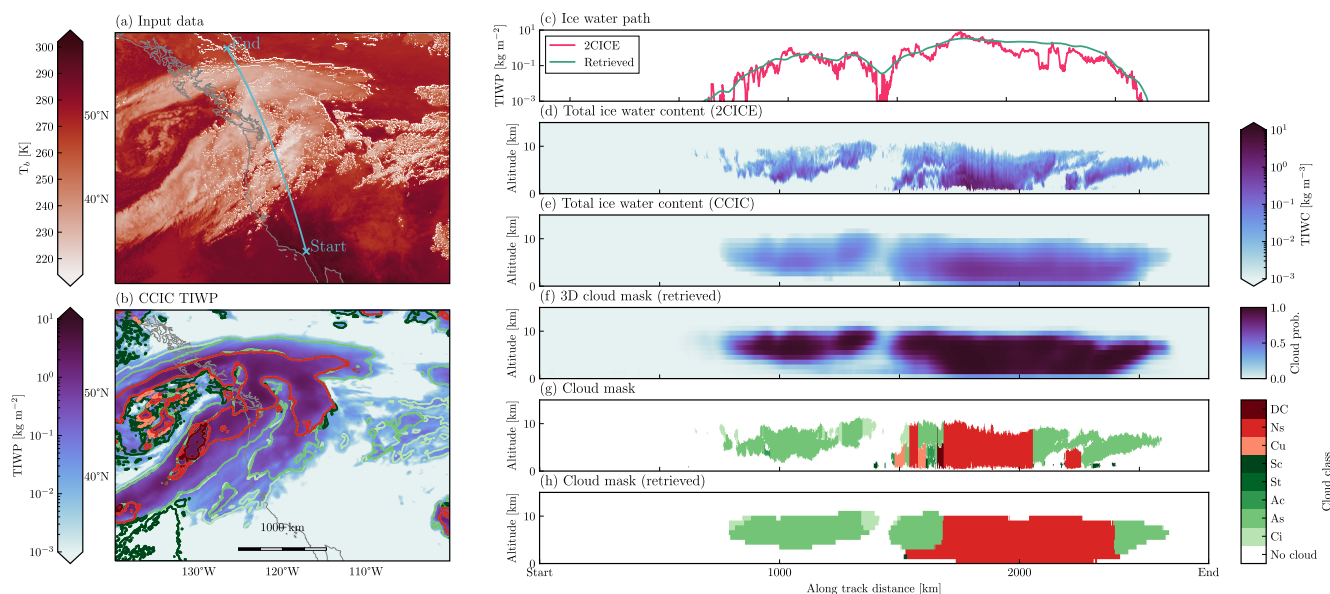 (a) Input data
End
Start
300
290
280
270
260
250
240
230
220
T_b [K]
50°N
40°N
(b) CCIC TIWP
1000 km
10^1
10^0
10^−1
10^−2
10^−3
TIWP [kg m^−2]
50°N
40°N
130°W 120°W 110°W
(c) Ice water path
2CICE
Retrieved
10^1
10^−1
10^−3
TIWP [kg m^−2]
(d) Total ice water content (2CICE)
10
0
Altitude [km]
(e) Total ice water content (CCIC)
10
0
Altitude [km]
(f) 3D cloud mask (retrieved)
10
0
Altitude [km]
(g) Cloud mask
10
0
Altitude [km]
(h) Cloud mask (retrieved)
10
0
Altitude [km]
Start 1000 2000 End
Along track distance [km]
10^1
10^0
10^−1
10^−2
10^−3
TIWC [kg m^−3]
1.0
0.5
0.0
Cloud prob.
DC
Ns
Cu
Sc
St
Ac
As
Ci
No cloud
Cloud class